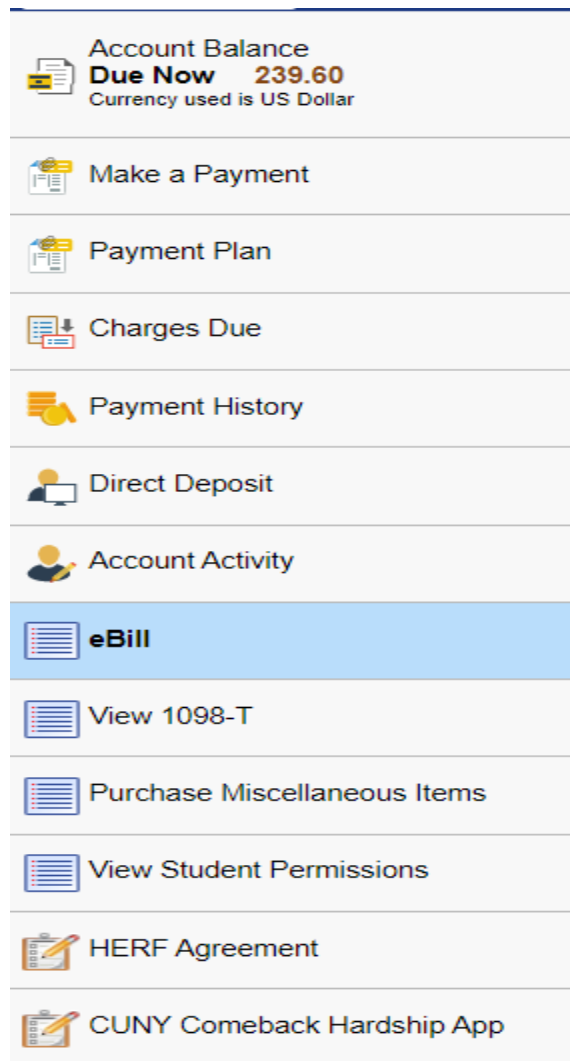 Account Balance
Due Now 239.60
Currency used is US Dollar
Make a Payment
Payment Plan
Charges Due
Payment History
Direct Deposit
Account Activity
eBill
View 1098-T
Purchase Miscellaneous Items
View Student Permissions
HERF Agreement
CUNY Comeback Hardship App